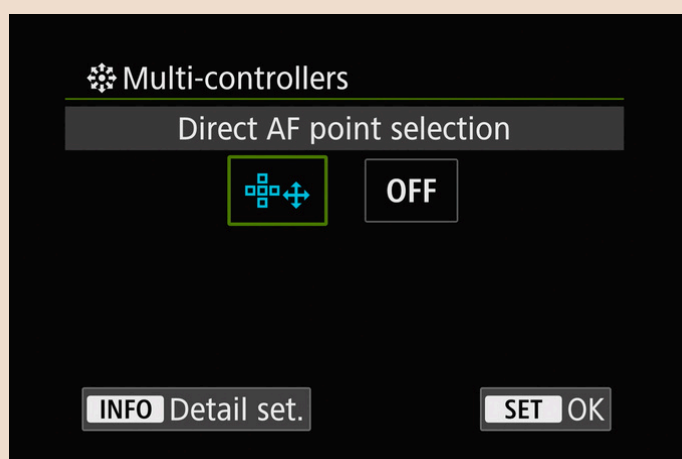 Multi-controllers
Direct AF point selection
OFF
INFO Detail set.
SET OK